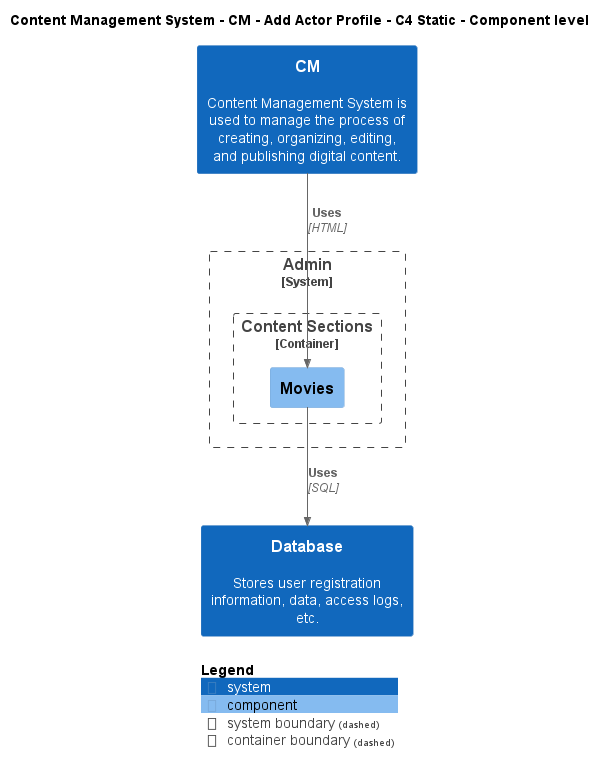 Content Management System - CM - Add Actor Profile - C4 Static - Component level
CM
Content Management System is
used to manage the process of
creating, organizing, editing,
and publishing digital content.
Uses
[HTML]
Admin
[System]
Content Sections
[Container]
Movies
Uses
[SQL]
Database
Stores user registration
information, data, access logs,
etc.
Legend
system
component
system boundary (dashed)
container boundary (dashed)